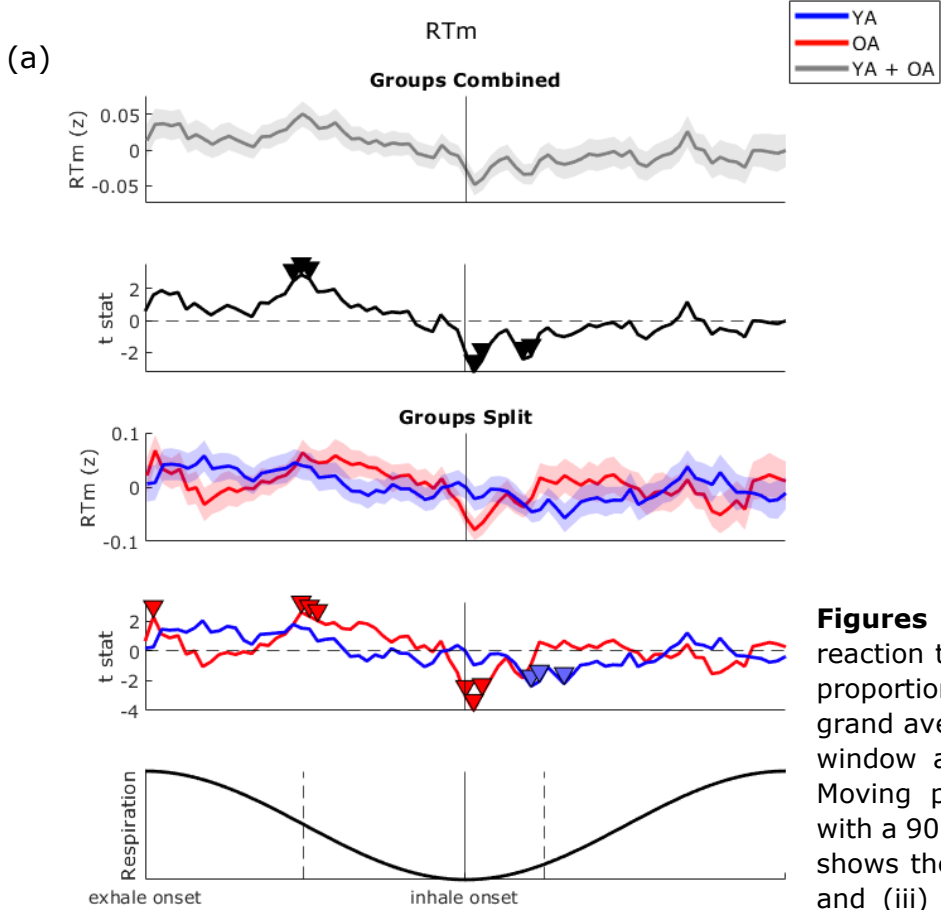 (a)
RTm
YA
OA
YA + OA
Groups Combined
RTm (z)
0.05
0
-0.05
t stat
2
0
-2
Groups Split
RTm (z)
0.1
0
-0.1
t stat
2
0
-2
-4
Respiration
exhale onset
inhale onset
Figures
reaction t
proportion
grand ave
window a
Moving p
with a 90
shows the
and (iii)